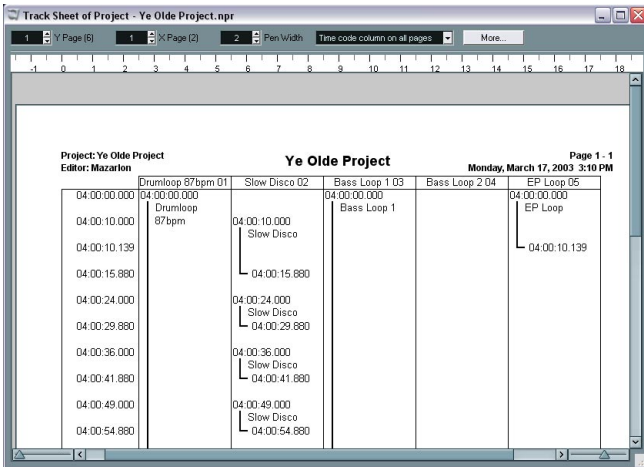 Track Sheet of Project - Ye Olde Project.npr
1 Y Page (6) 1 X Page (2) 2 Pen Width Time code column on all pages More...
-1 0 1 2 3 4 5 6 7 8 9 10 11 12 13 14 15 16 17 18
Project: Ye Olde Project
Editor: Mazarlon
Ye Olde Project
Page 1 - 1
Monday, March 17, 2003 3:10 PM
Drumloop 87bpm 01 Slow Disco 02 Bass Loop 1 03 Bass Loop 2 04 EP Loop 05
04:00:00.000 04:00:00.000 04:00:00.000 04:00:00.000
Drumloop Bass Loop 1 EP Loop
04:00:10.000 87bpm 04:00:10.000
Slow Disco
04:00:10.139 04:00:10.139
04:00:15.880 04:00:15.880
04:00:24.000 04:00:24.000
Slow Disco
04:00:29.880 04:00:29.880
04:00:36.000 04:00:36.000
Slow Disco
04:00:41.880 04:00:41.880
04:00:49.000 04:00:49.000
Slow Disco
04:00:54.880 04:00:54.880